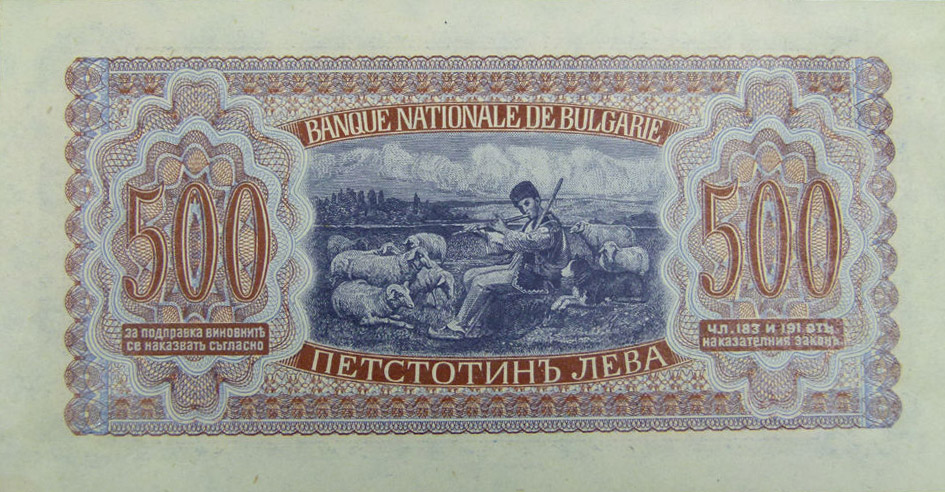 BANQUE NATIONALE DE BULGARIE
500
500
за подправка виновнитѣ
се наказватъ съгласно
чл. 183 и 191 отъ
наказателния законъ.
ПЕТСТОТИНЪ ЛЕВА